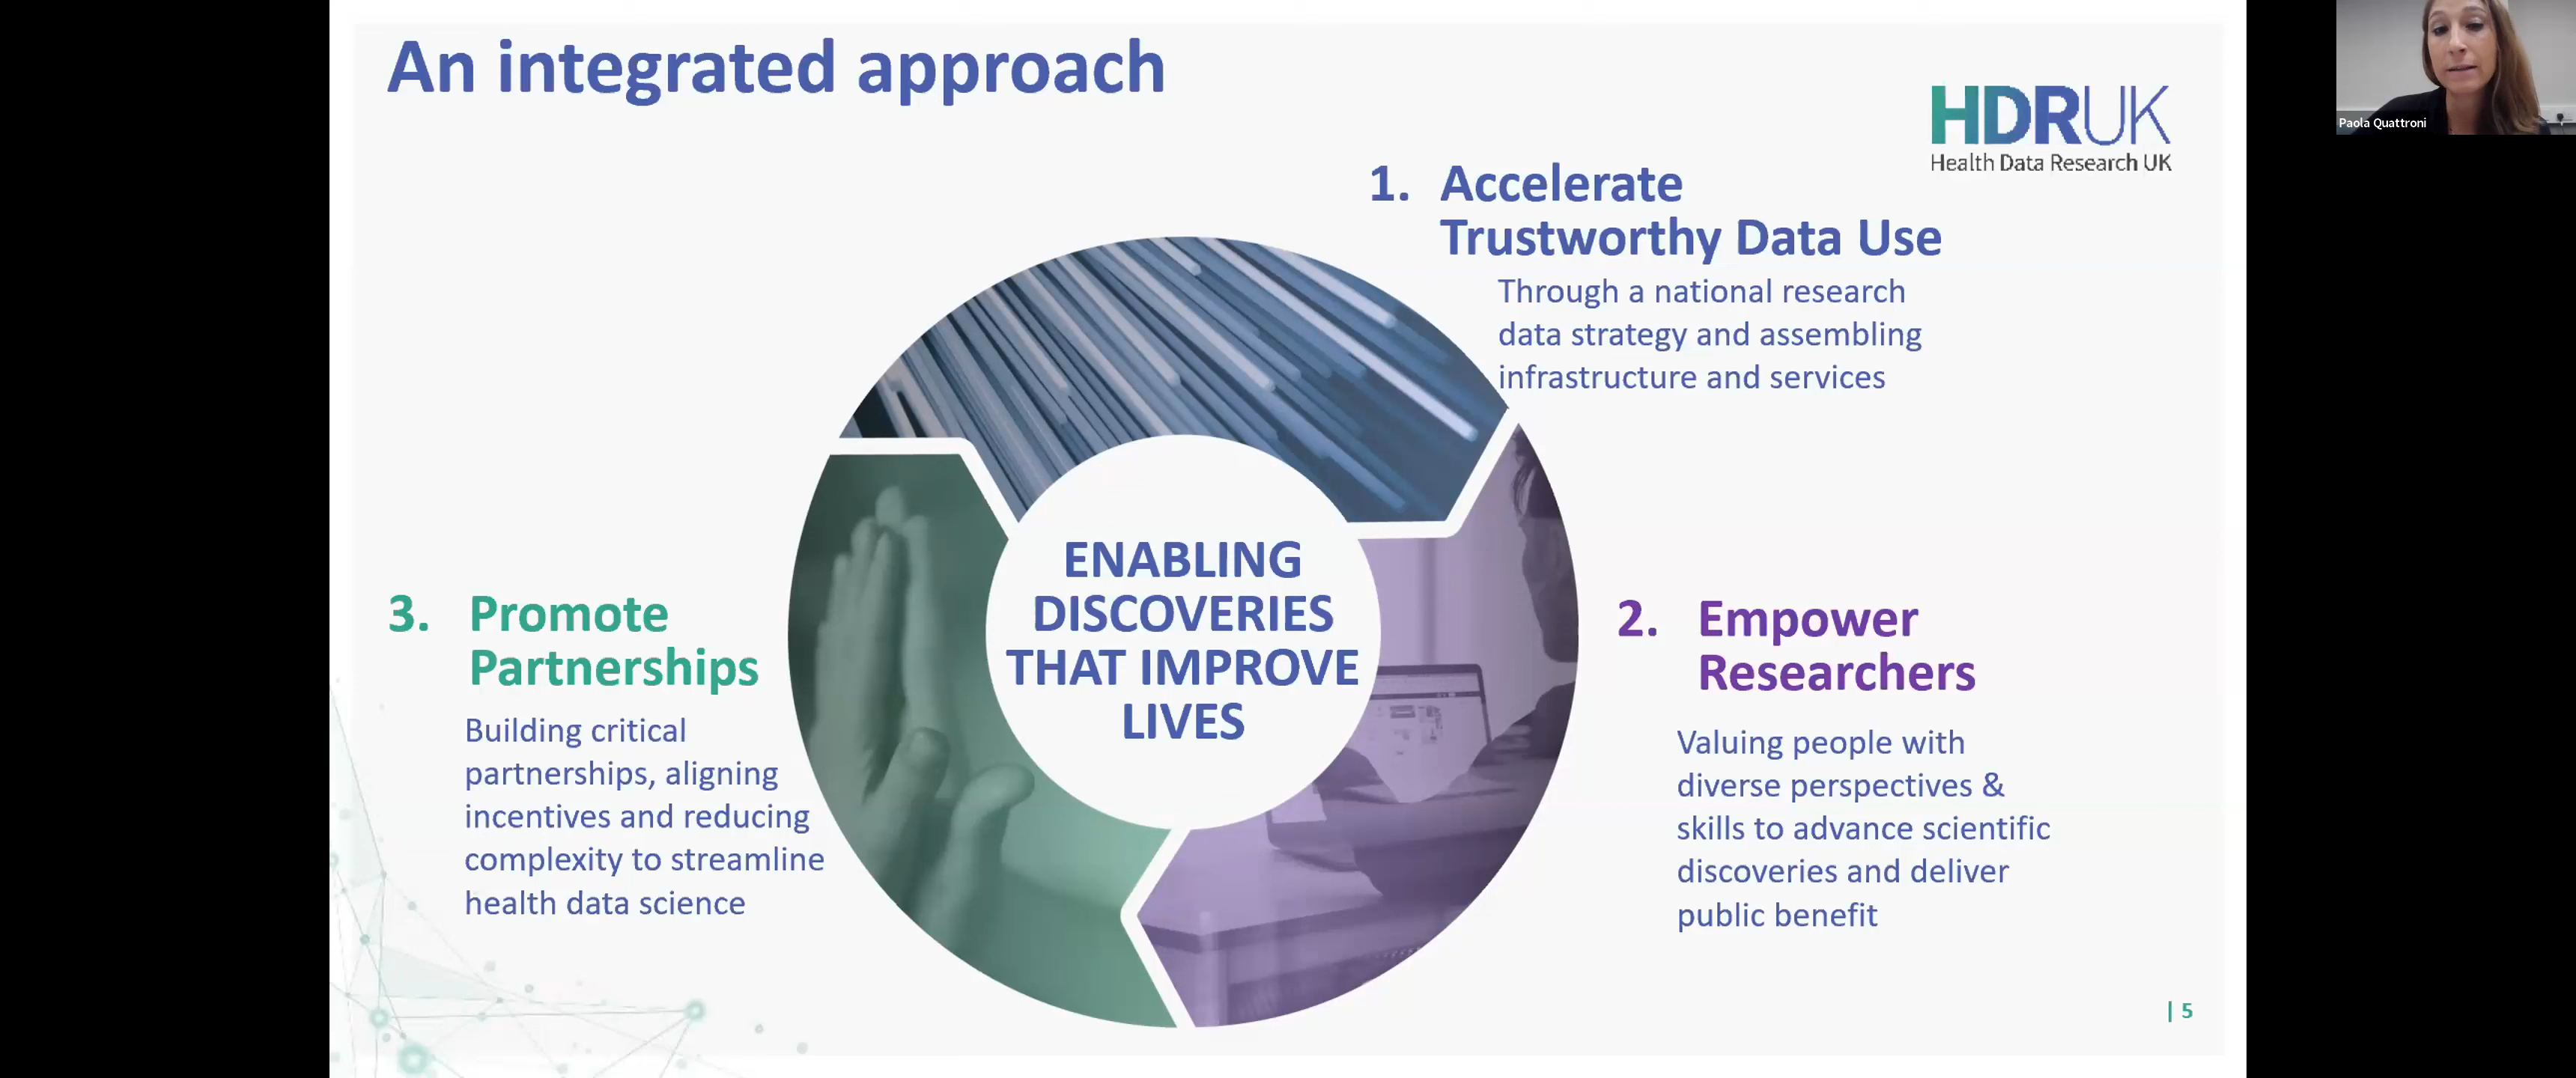 An integrated approach
HDRUK
Health Data Research UK
Paola Quattroni
1. Accelerate
Trustworthy Data Use
Through a national research
data strategy and assembling
infrastructure and services
ENABLING
DISCOVERIES
THAT IMPROVE
LIVES
2. Empower
Researchers
Valuing people with
diverse perspectives &
skills to advance scientific
discoveries and deliver
public benefit
3. Promote
Partnerships
Building critical
partnerships, aligning
incentives and reducing
complexity to streamline
health data science
| 5